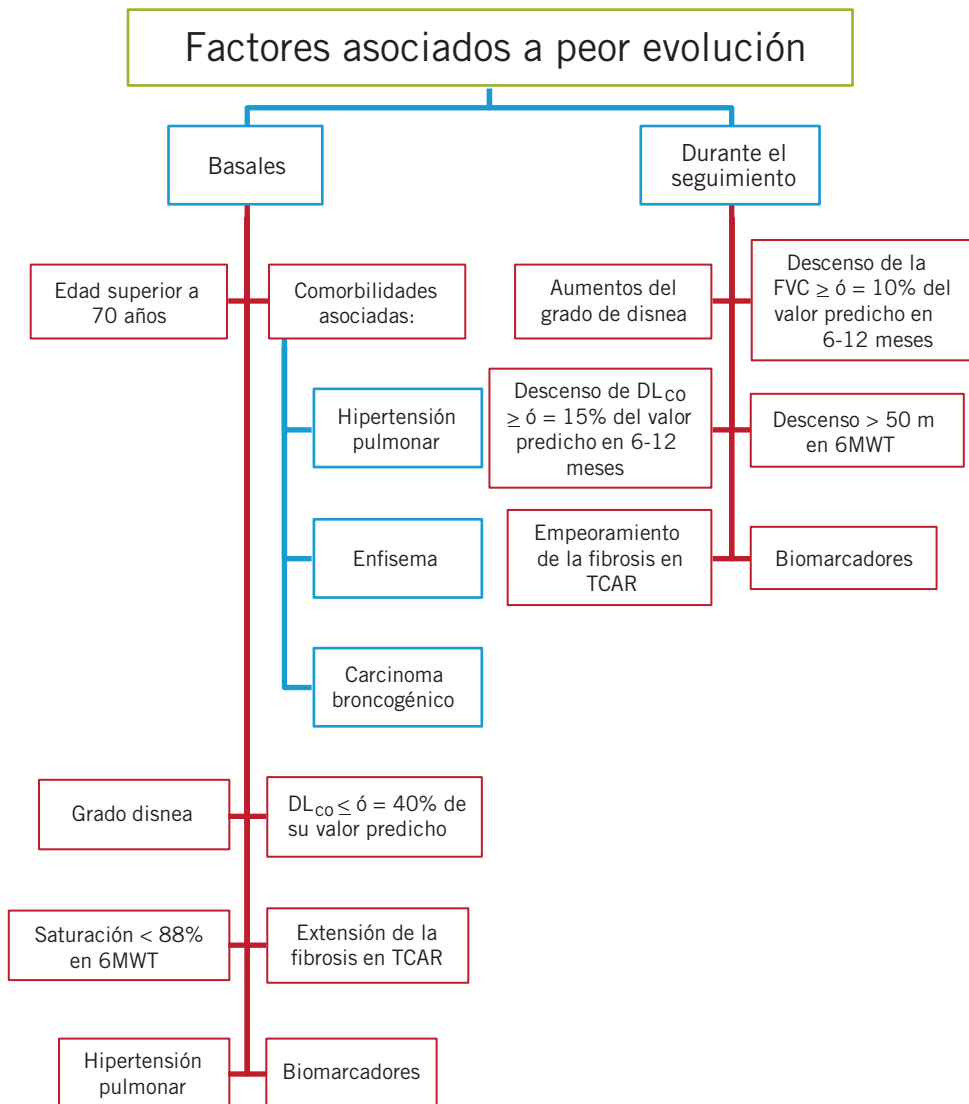 Factores asociados a peor evolución
Basales
Durante el
seguimiento
Edad superior a
70 años
Comorbilidades
asociadas:
Hipertensión
pulmonar
Enfisema
Carcinoma
broncogénico
Grado disnea
DLCO ≤ ó = 40% de
su valor predicho
Saturación < 88%
en 6MWT
Extensión de la
fibrosis en TCAR
Hipertensión
pulmonar
Biomarcadores
Aumentos del
grado de disnea
Descenso de la
FVC ≥ ó = 10% del
valor predicho en
6-12 meses
Descenso de DLCO
≥ ó = 15% del valor
predicho en 6-12
meses
Descenso > 50 m
en 6MWT
Empeoramiento
de la fibrosis en
TCAR
Biomarcadores